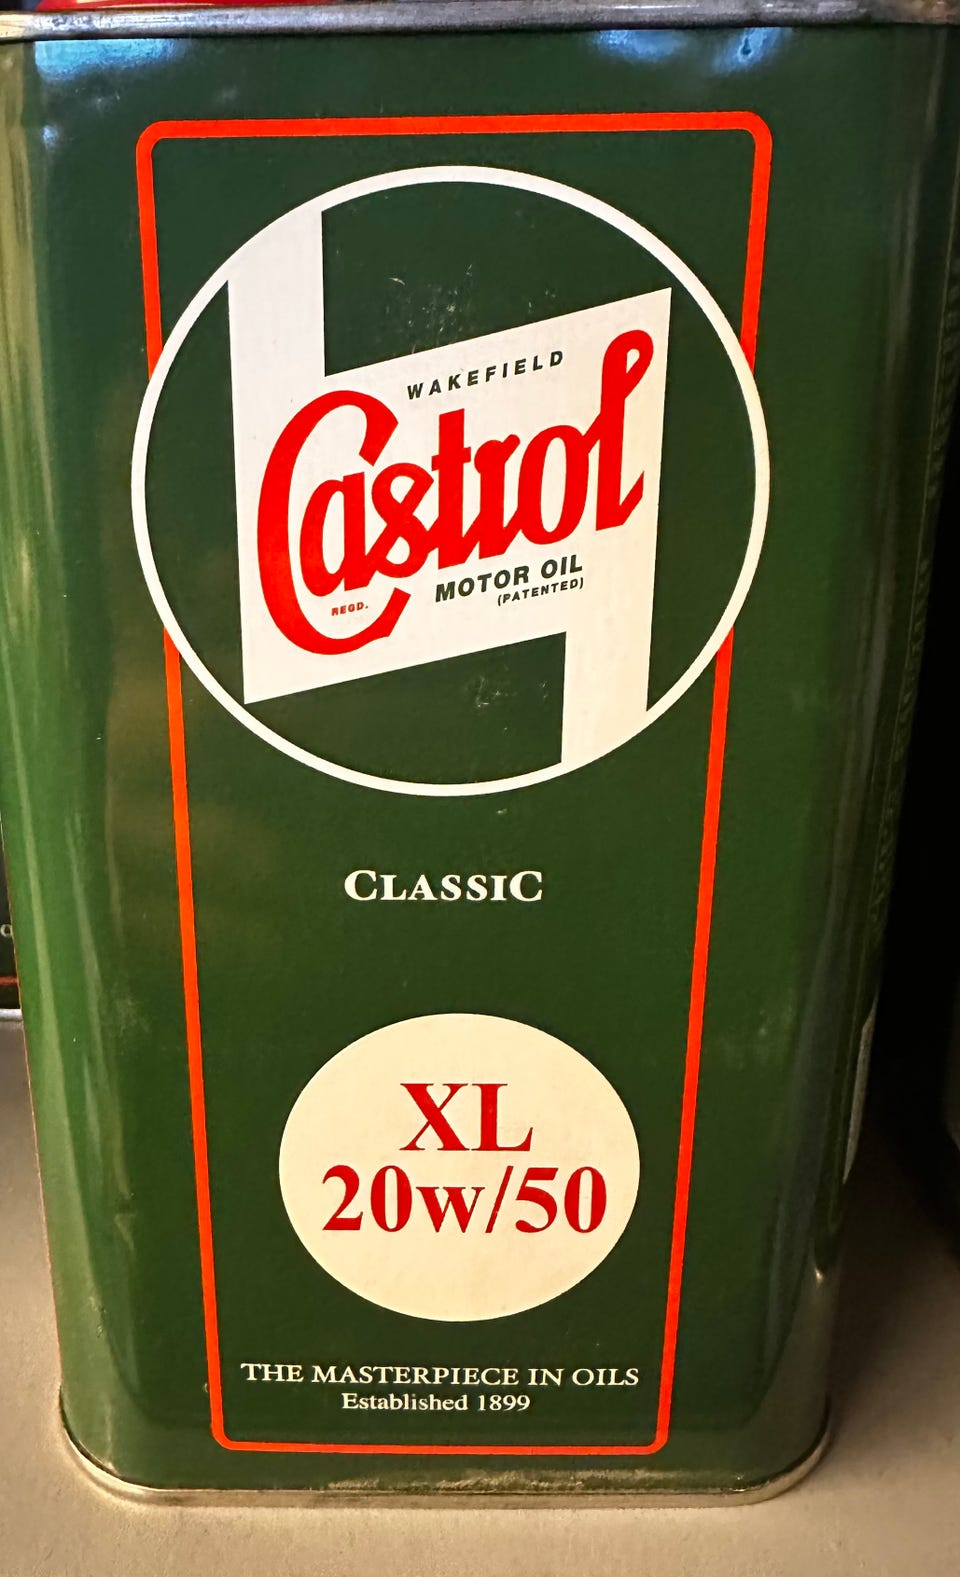 WAKEFIELD
Castrol
REGD.
MOTOR OIL
(PATENTED)
CLASSIC
XL
20w/50
THE MASTERPIECE IN OILS
Established 1899